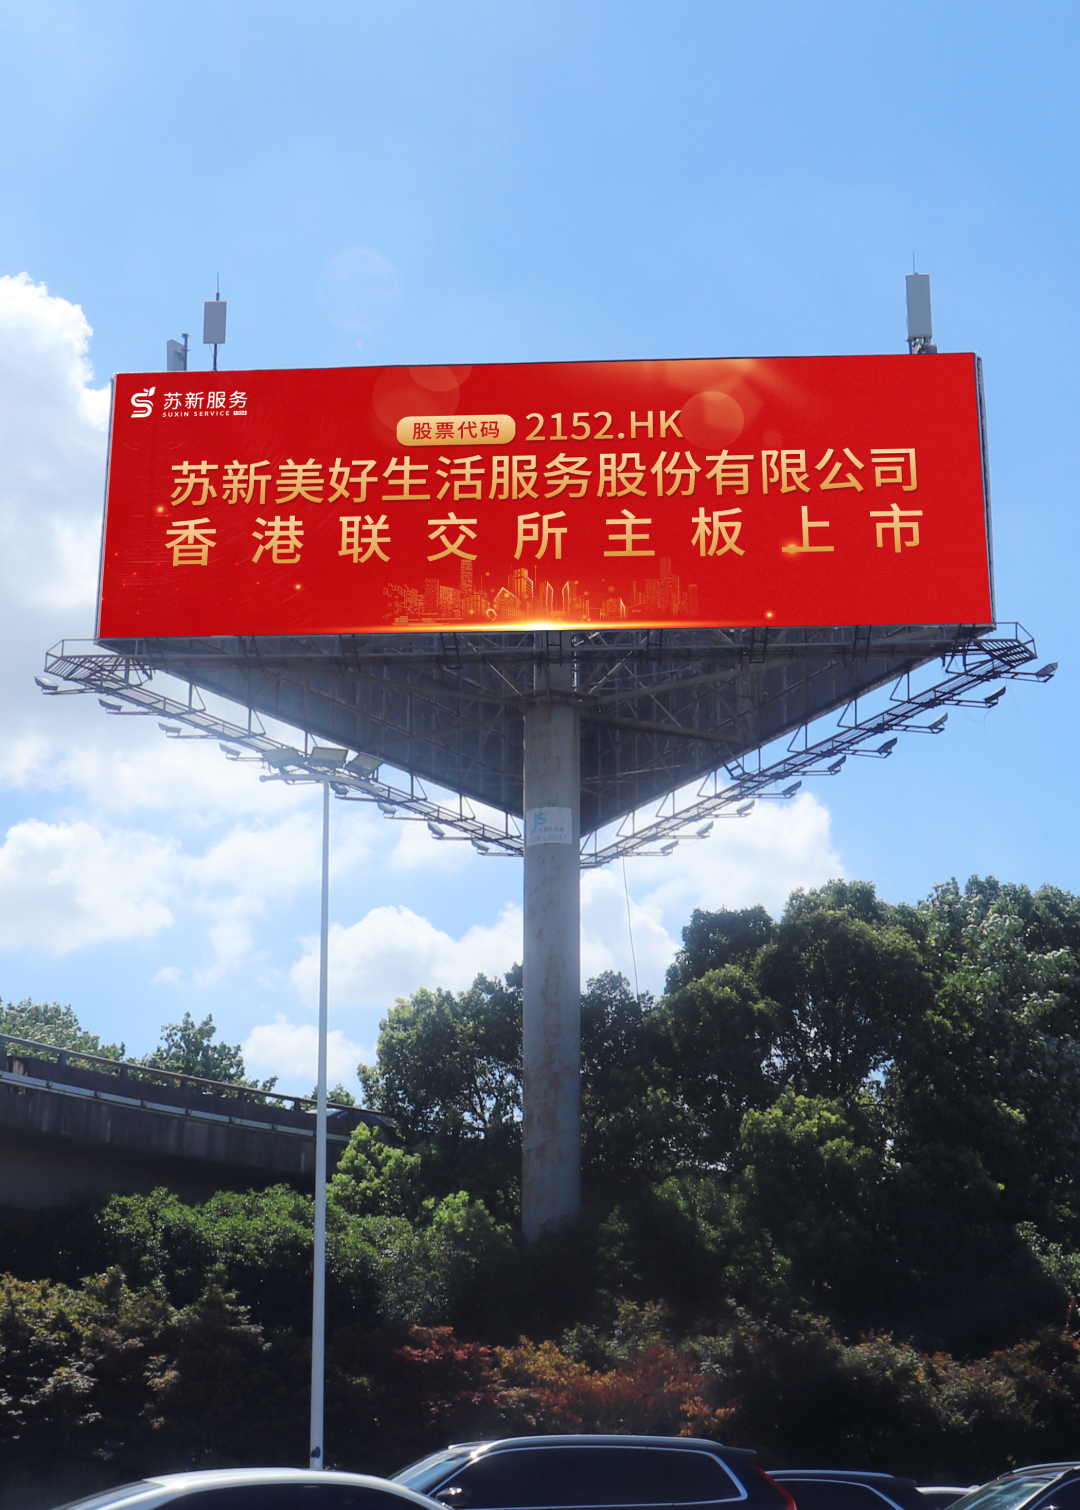 苏新服务
SUXIN SERVICE
股票代码 2152.HK
苏新美好生活服务股份有限公司
香港联交所主板上市